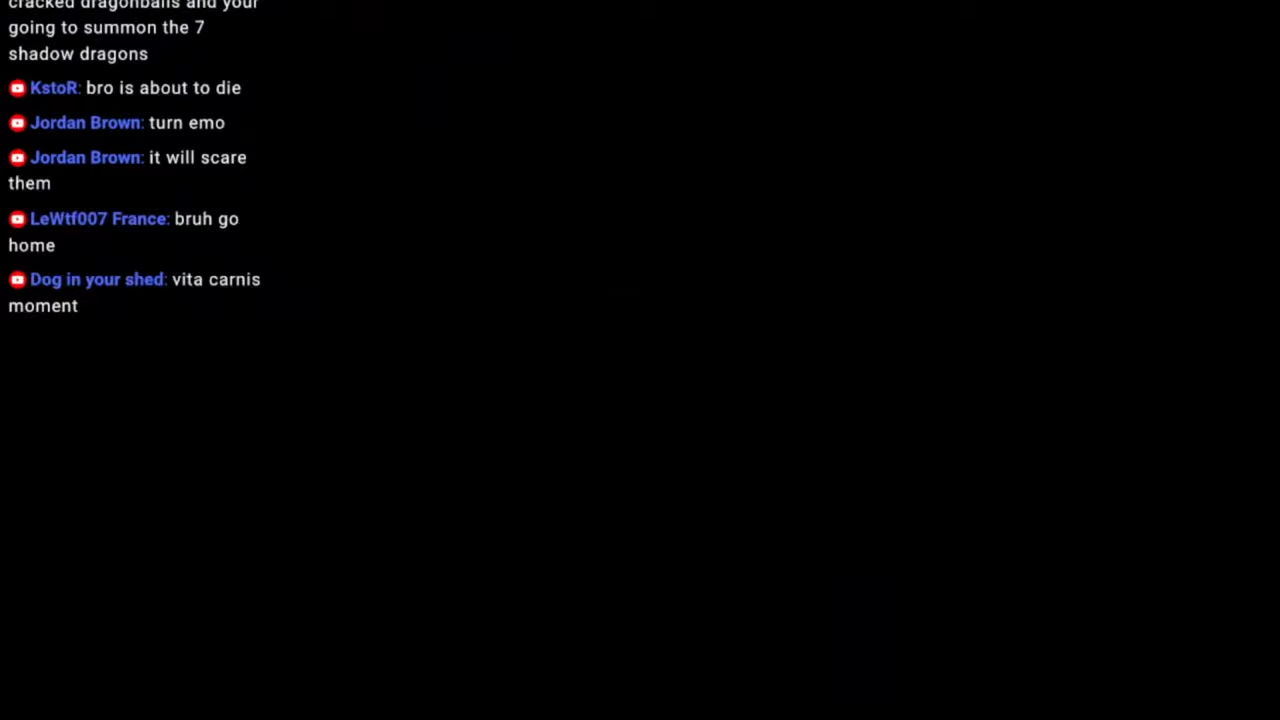 cracked dragonballs and your
going to summon the 7
shadow dragons
KstoR: bro is about to die
Jordan Brown: turn emo
Jordan Brown: it will scare
them
LeWtf007 France: bruh go
home
Dog in your shed: vita carnis
moment